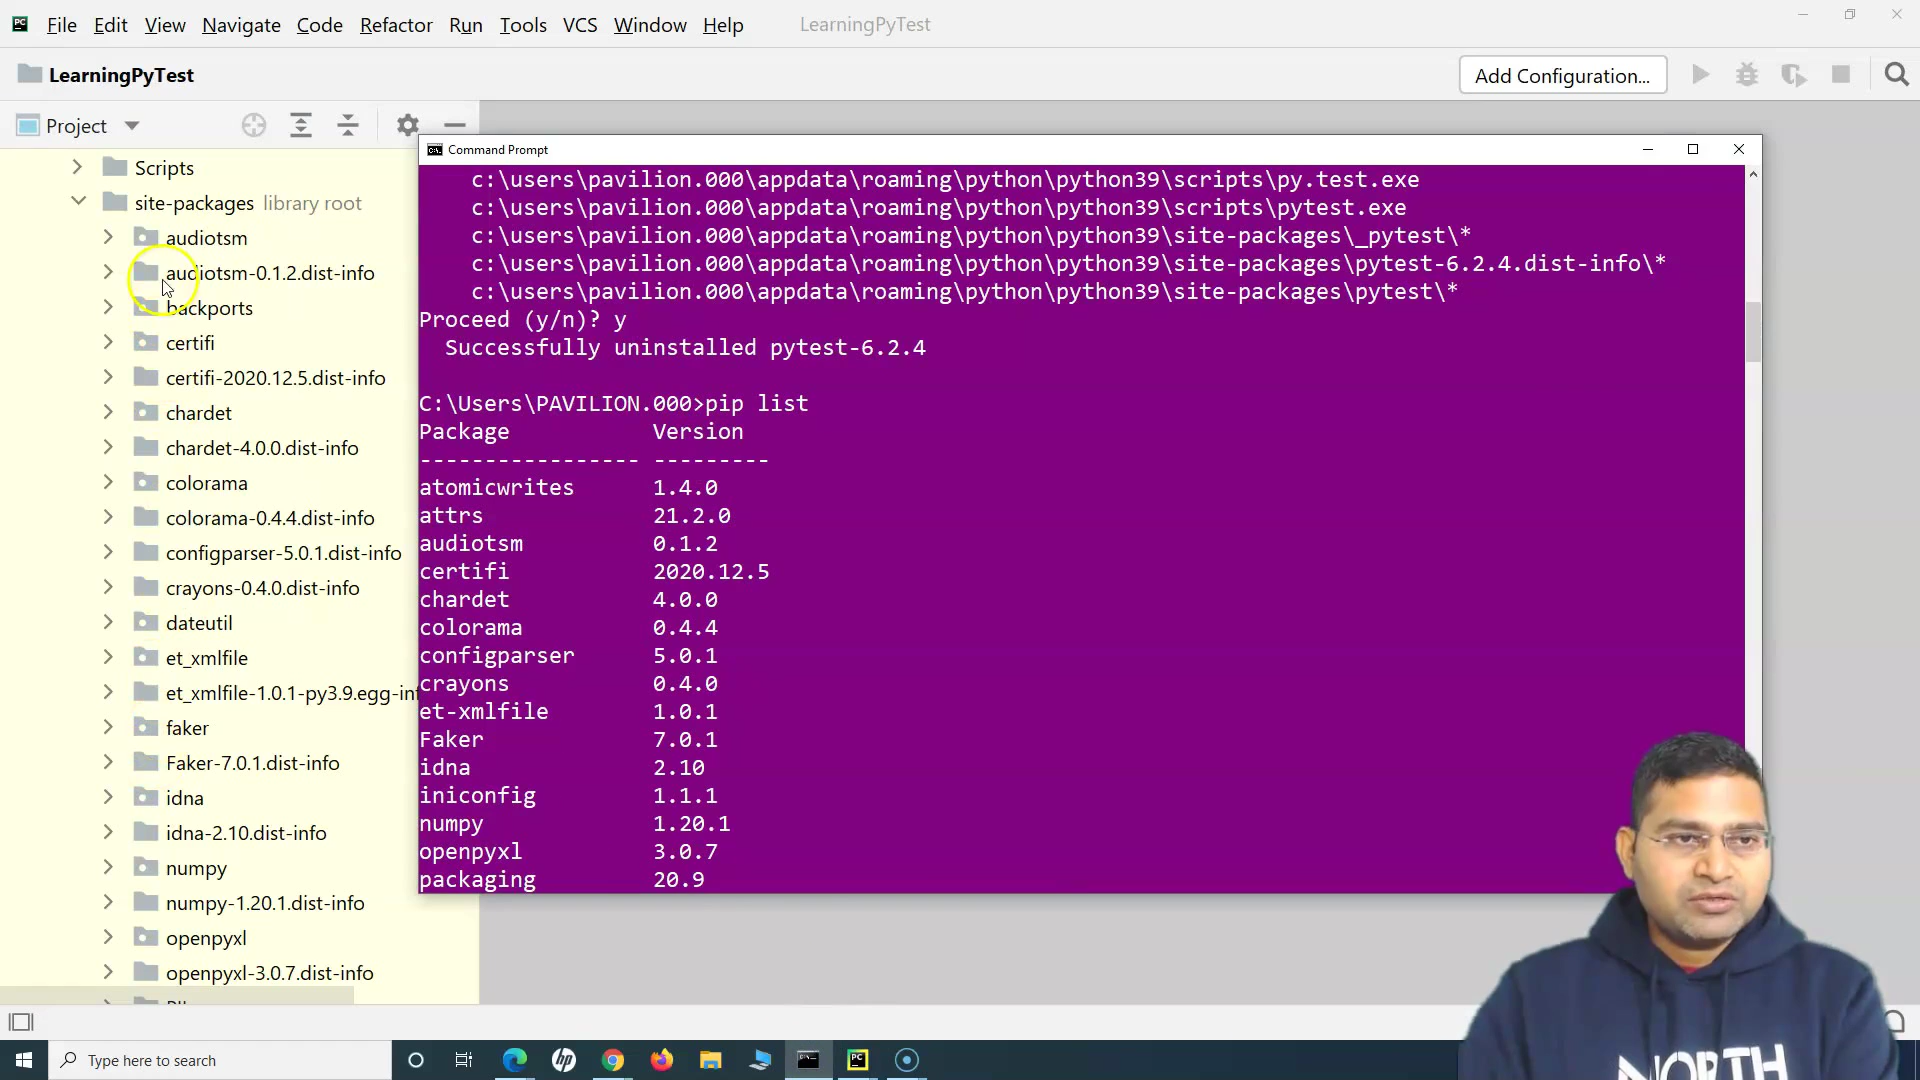 File Edit View Navigate Code Refactor Run Tools VCS Window Help LearningPyTest
LearningPyTest
Add Configuration...
Project
Scripts
site-packages library root
audiotsm
audiotsm-0.1.2.dist-info
backports
certifi
certifi-2020.12.5.dist-info
chardet
chardet-4.0.0.dist-info
colorama
colorama-0.4.4.dist-info
configparser-5.0.1.dist-info
crayons-0.4.0.dist-info
dateutil
et_xmlfile
et_xmlfile-1.0.1-py3.9.egg-inf
faker
Faker-7.0.1.dist-info
idna
idna-2.10.dist-info
numpy
numpy-1.20.1.dist-info
openpyxl
openpyxl-3.0.7.dist-info
Command Prompt
c:\users\pavilion.000\appdata\roaming\python\python39\scripts\py.test.exe
c:\users\pavilion.000\appdata\roaming\python\python39\scripts\pytest.exe
c:\users\pavilion.000\appdata\roaming\python\python39\site-packages\_pytest\*
c:\users\pavilion.000\appdata\roaming\python\python39\site-packages\pytest-6.2.4.dist-info\*
c:\users\pavilion.000\appdata\roaming\python\python39\site-packages\pytest\*
Proceed (y/n)? y
Successfully uninstalled pytest-6.2.4
C:\Users\PAVILION.000>pip list
Package Version
----------------- ---------
atomicwrites 1.4.0
attrs 21.2.0
audiotsm 0.1.2
certifi 2020.12.5
chardet 4.0.0
colorama 0.4.4
configparser 5.0.1
crayons 0.4.0
et-xmlfile 1.0.1
Faker 7.0.1
idna 2.10
iniconfig 1.1.1
numpy 1.20.1
openpyxl 3.0.7
packaging 20.9
Type here to search
NORTH